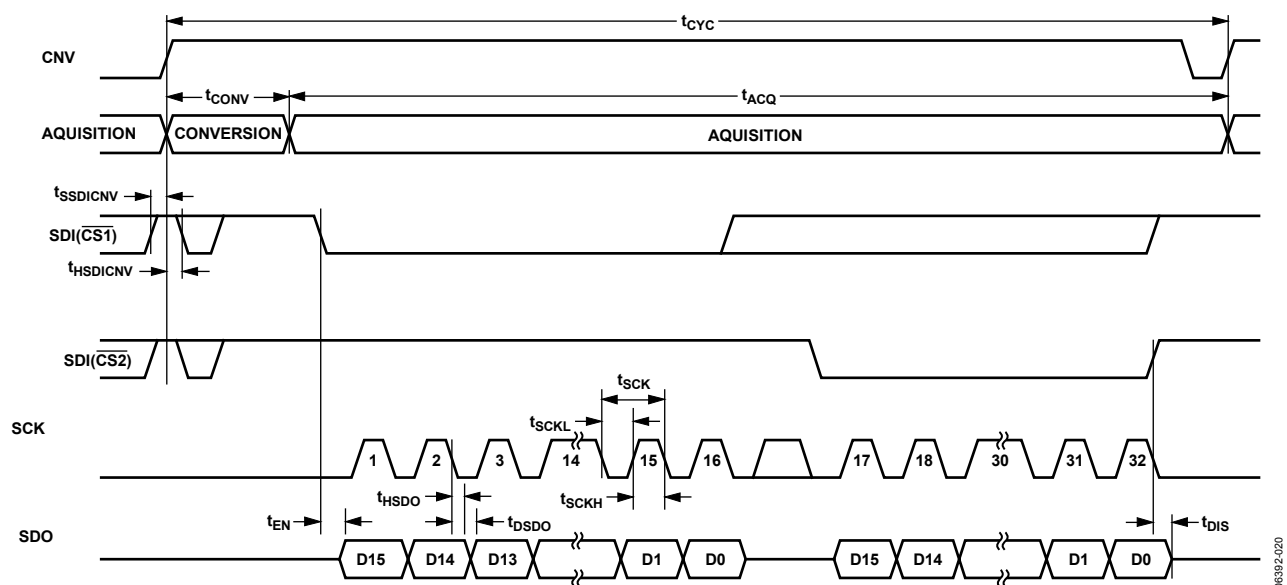 tCYC
CNV
tCONV
tACQ
AQUISITION CONVERSION AQUISITION
tSSDICNV
SDI(CS1)
tHSDICNV
SDI(CS2)
tSCK
tSCKL
SCK
1 2 3 14 15 16 17 18 30 31 32
tHSDO
tSCKH
tEN
tDSDO
tDIS
SDO
D15 D14 D13 D1 D0 D15 D14 D1 D0
09392-020